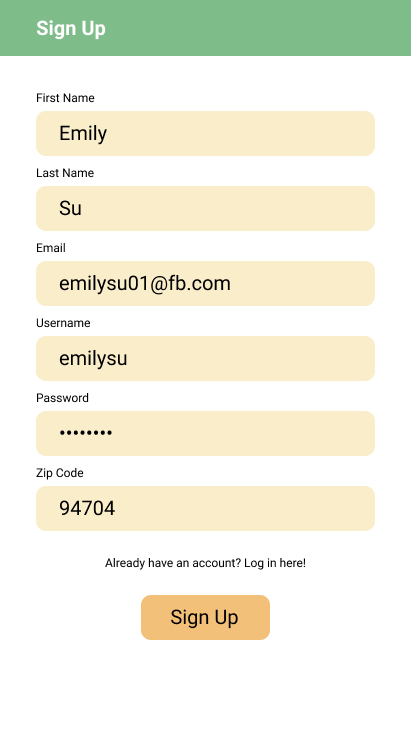 Sign Up
First Name
Emily
Last Name
Su
Email
emilysu01@fb.com
Username
emilysu
Password
••••••••
Zip Code
94704
Already have an account? Log in here!
Sign Up